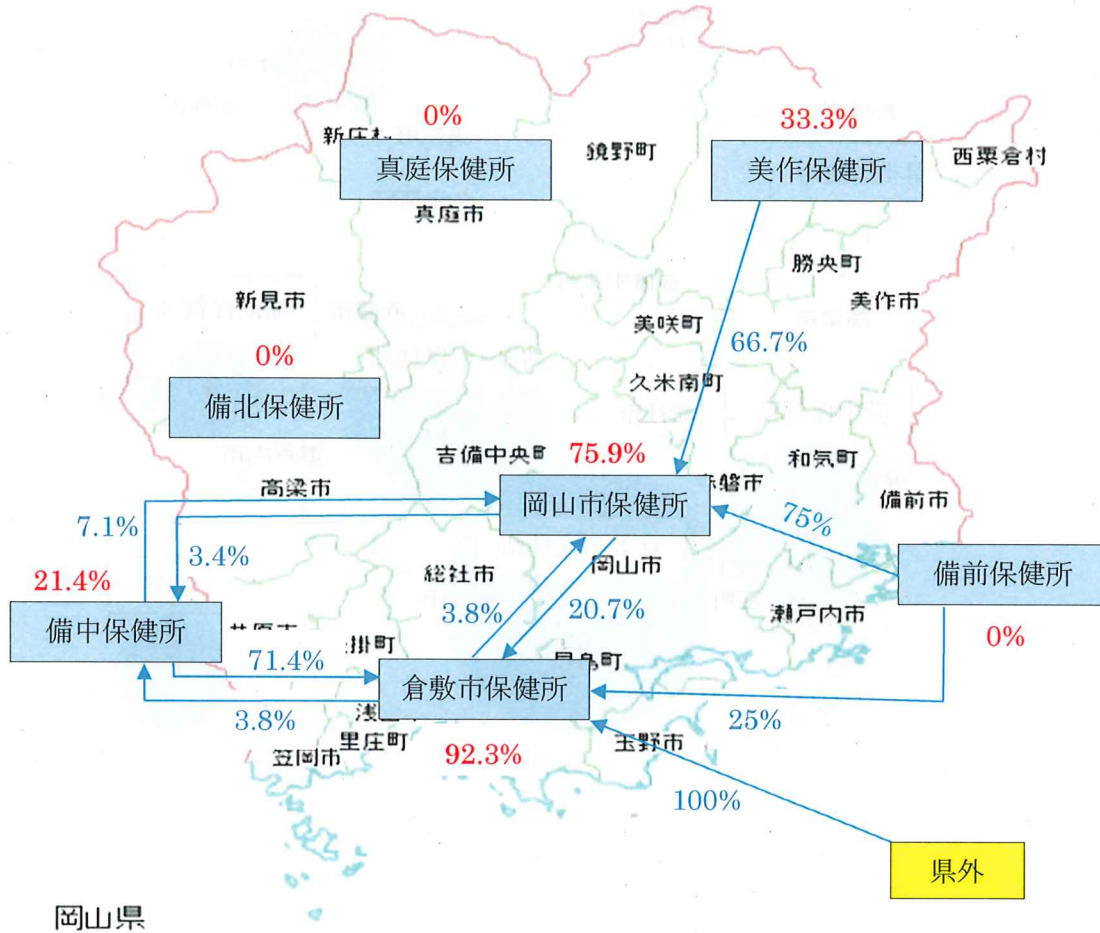 0%
33.3%
鏡野町
真庭保健所
美作保健所
西粟倉村
真庭市
勝央町
新見市
美作市
美咲町
66.7%
0%
久米南町
備北保健所
75.9%
吉備中央町
和気町
高梁市
岡山市保健所
備前市
7.1%
75%
3.4%
総社市
岡山市
備前保健所
21.4%
3.8%
20.7%
瀬戸内市
備中保健所
0%
71.4%
倉敷市保健所
3.8%
25%
里庄町
玉野市
笠岡市
92.3%
100%
県外
岡山県